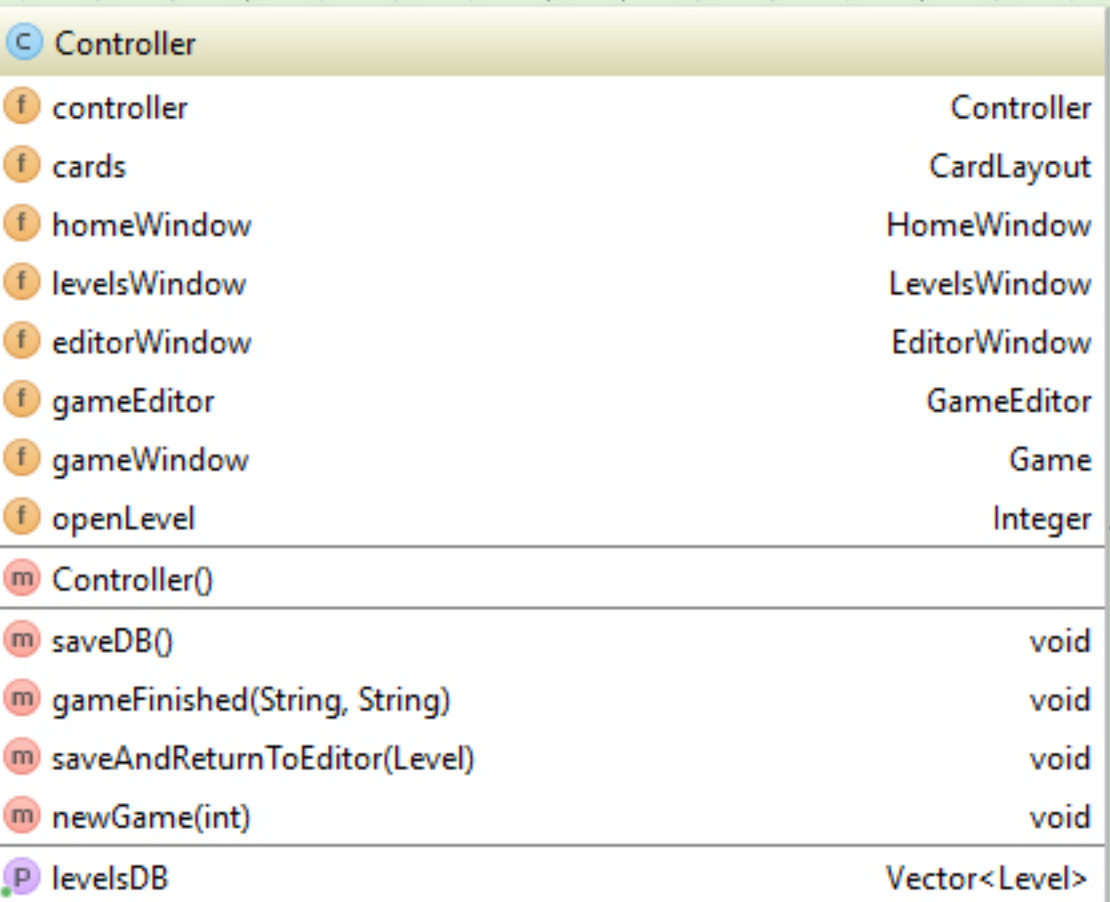 C Controller
f controller Controller
f cards CardLayout
f homeWindow HomeWindow
f levelsWindow LevelsWindow
f editorWindow EditorWindow
f gameEditor GameEditor
f gameWindow Game
f openLevel Integer
m Controller()
m saveDB() void
m gameFinished(String, String) void
m saveAndReturnToEditor(Level) void
m newGame(int) void
P levelsDB Vector<Level>